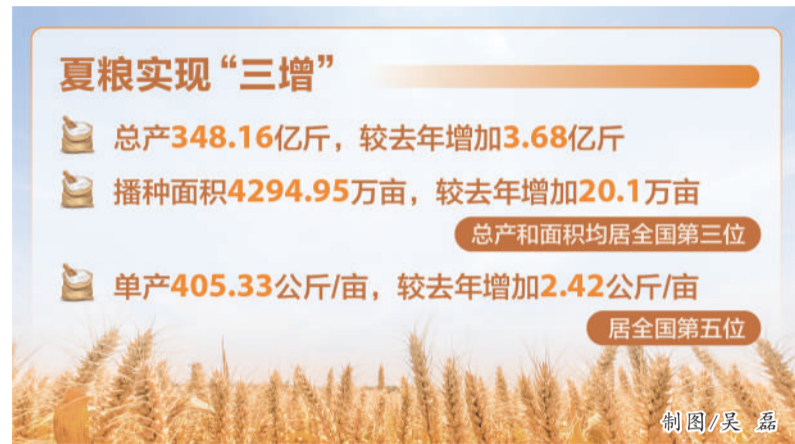 夏粮实现“三增”
总产348.16亿斤，较去年增加3.68亿斤
播种面积4294.95万亩，较去年增加20.1万亩
总产和面积均居全国第三位
单产405.33公斤/亩，较去年增加2.42公斤/亩
居全国第五位
制图/吴 磊